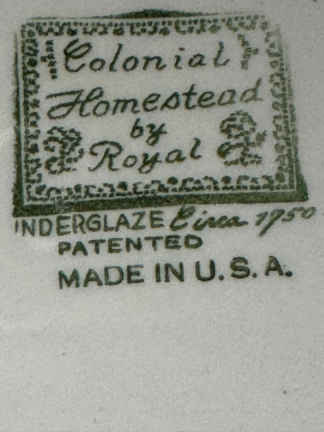 Colonial
Homestead
by
Royal
UNDERGLAZE Circa 1950
PATENTED
MADE IN U.S.A.